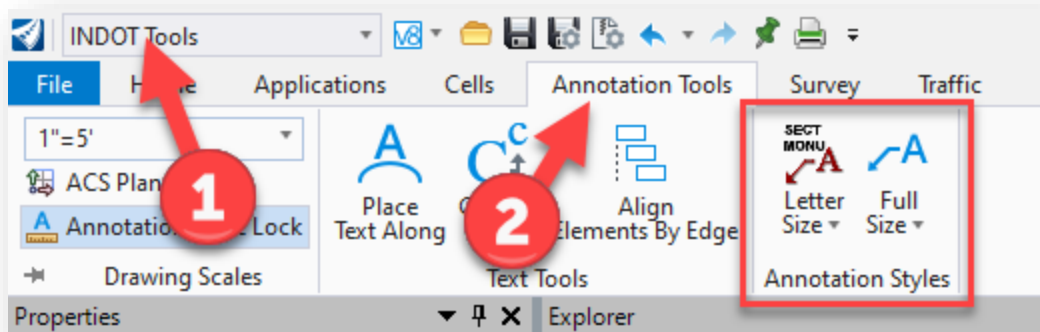 INDOT Tools
V8
File
Applications
Cells
Annotation Tools
Survey
Traffic
1"=5'
ACS Plan
Lock
Drawing Scales
Place
Text Along
Align
Elements By Edge
Text Tools
SECT
MONU
A
Letter
Size
A
Full
Size
Annotation Styles
1
2
Properties
Explorer